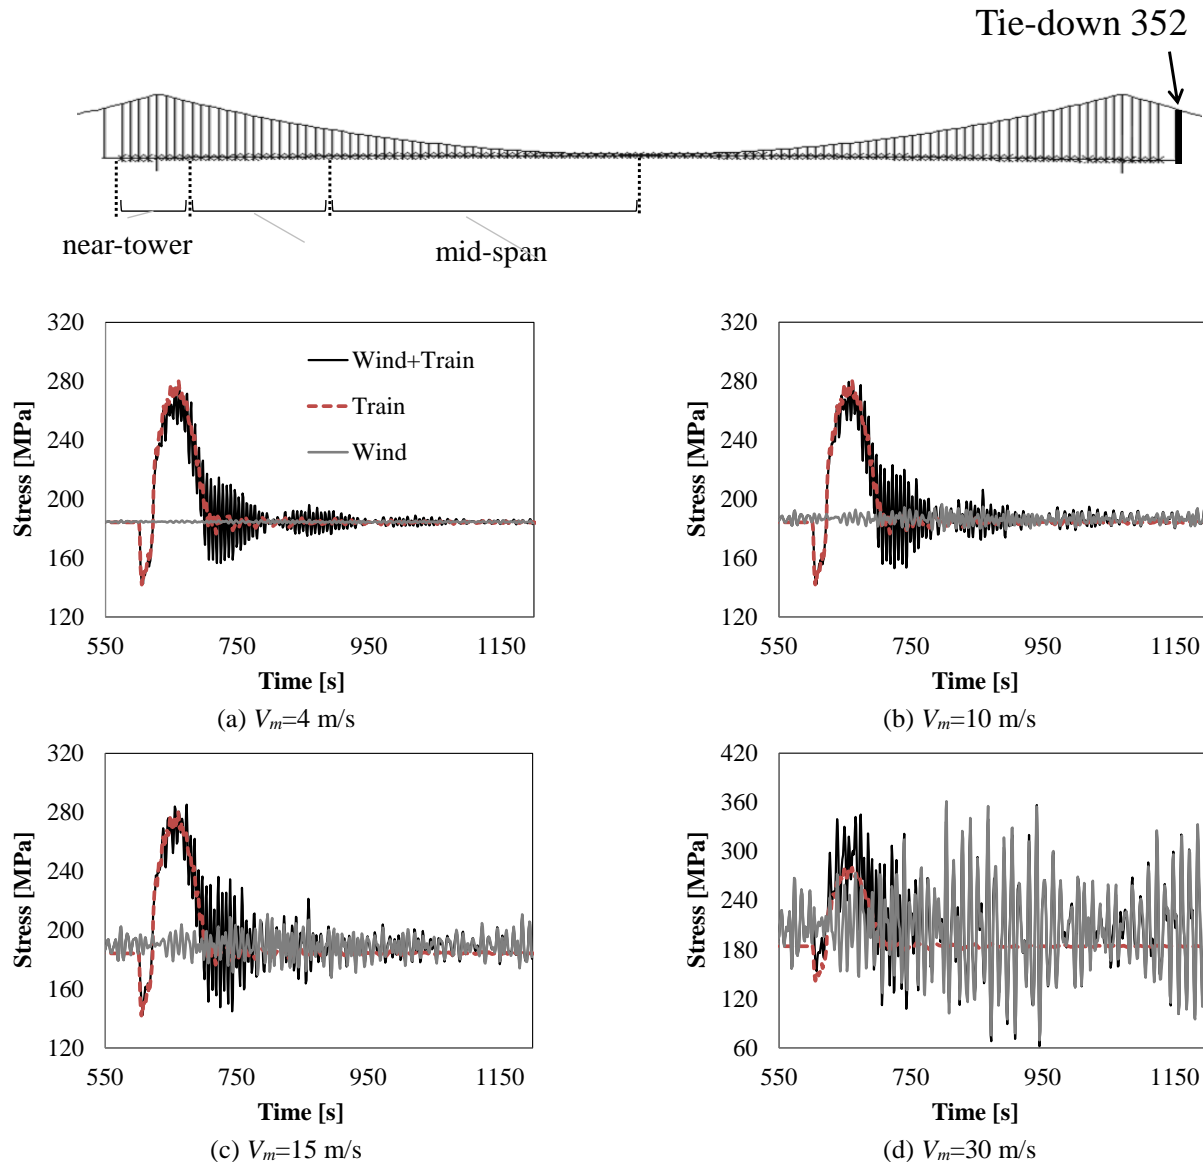 Tie-down 352
near-tower
mid-span
320
280
240
200
160
120
Stress [MPa]
Wind+Train
Train
Wind
550
750
950
1150
Time [s]
(a) Vm=4 m/s
320
280
240
200
160
120
Stress [MPa]
550
750
950
1150
Time [s]
(b) Vm=10 m/s
320
280
240
200
160
120
Stress [MPa]
550
750
950
1150
Time [s]
(c) Vm=15 m/s
420
360
300
240
180
120
60
Stress [MPa]
550
750
950
1150
Time [s]
(d) Vm=30 m/s